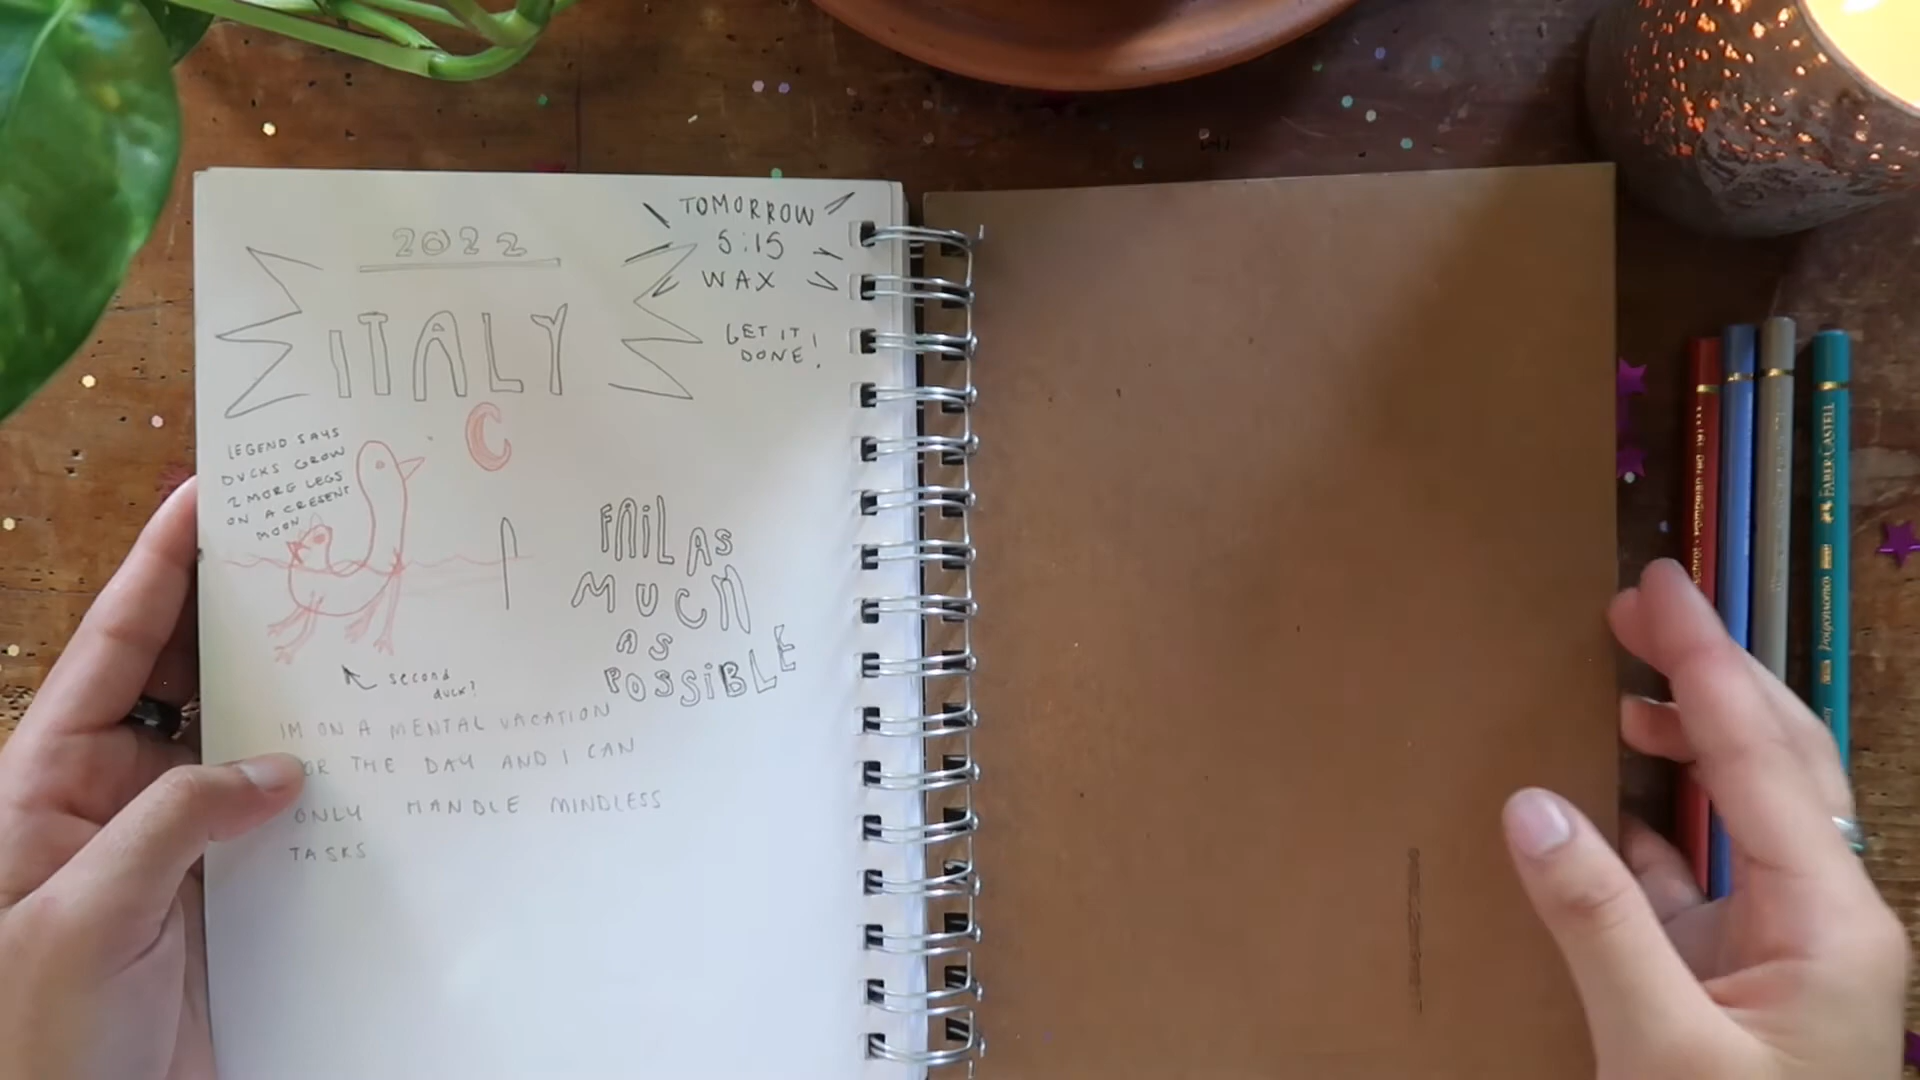 2022
ITALY
TOMORROW
5:15
WAX
GET IT!
DONE!
LEGEND SAYS
DUCKS GROW
2 MORE LEGS
ON A CRESENT
MOON
FAIL AS
MUCH
AS
POSSIBLE
second
duck?
IM ON A MENTAL VACATION
OR THE DAY AND I CAN
ONLY HANDLE MINDLESS
TASKS
FABER CASTELL